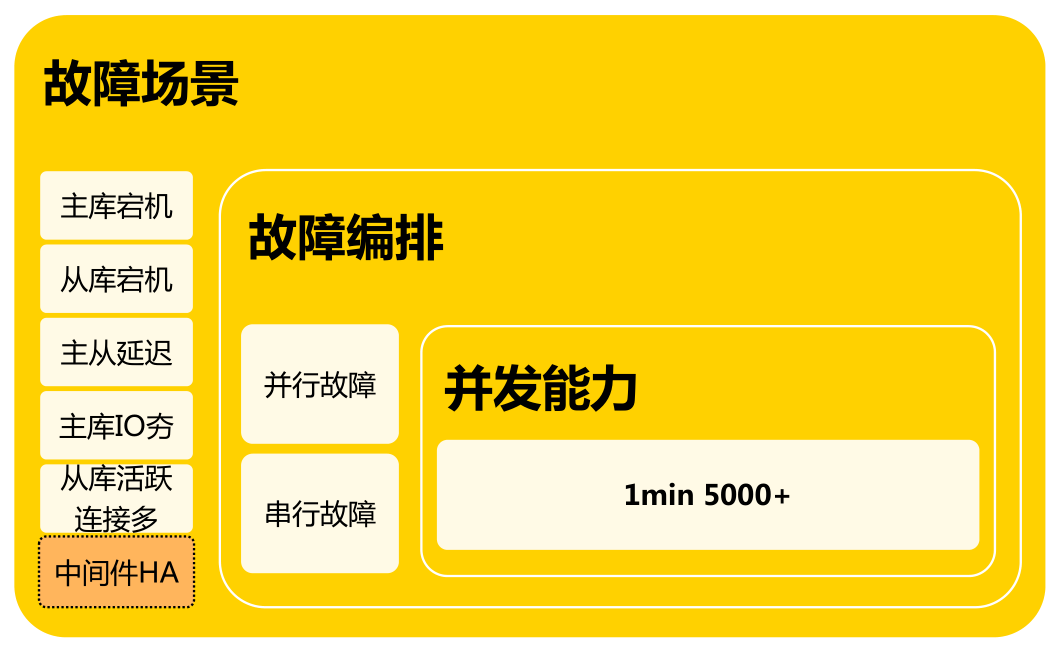 故障场景
主库宕机
从库宕机
主从延迟
主库IO夯
从库活跃
连接多
中间件HA
故障编排
并行故障
串行故障
并发能力
1min 5000+